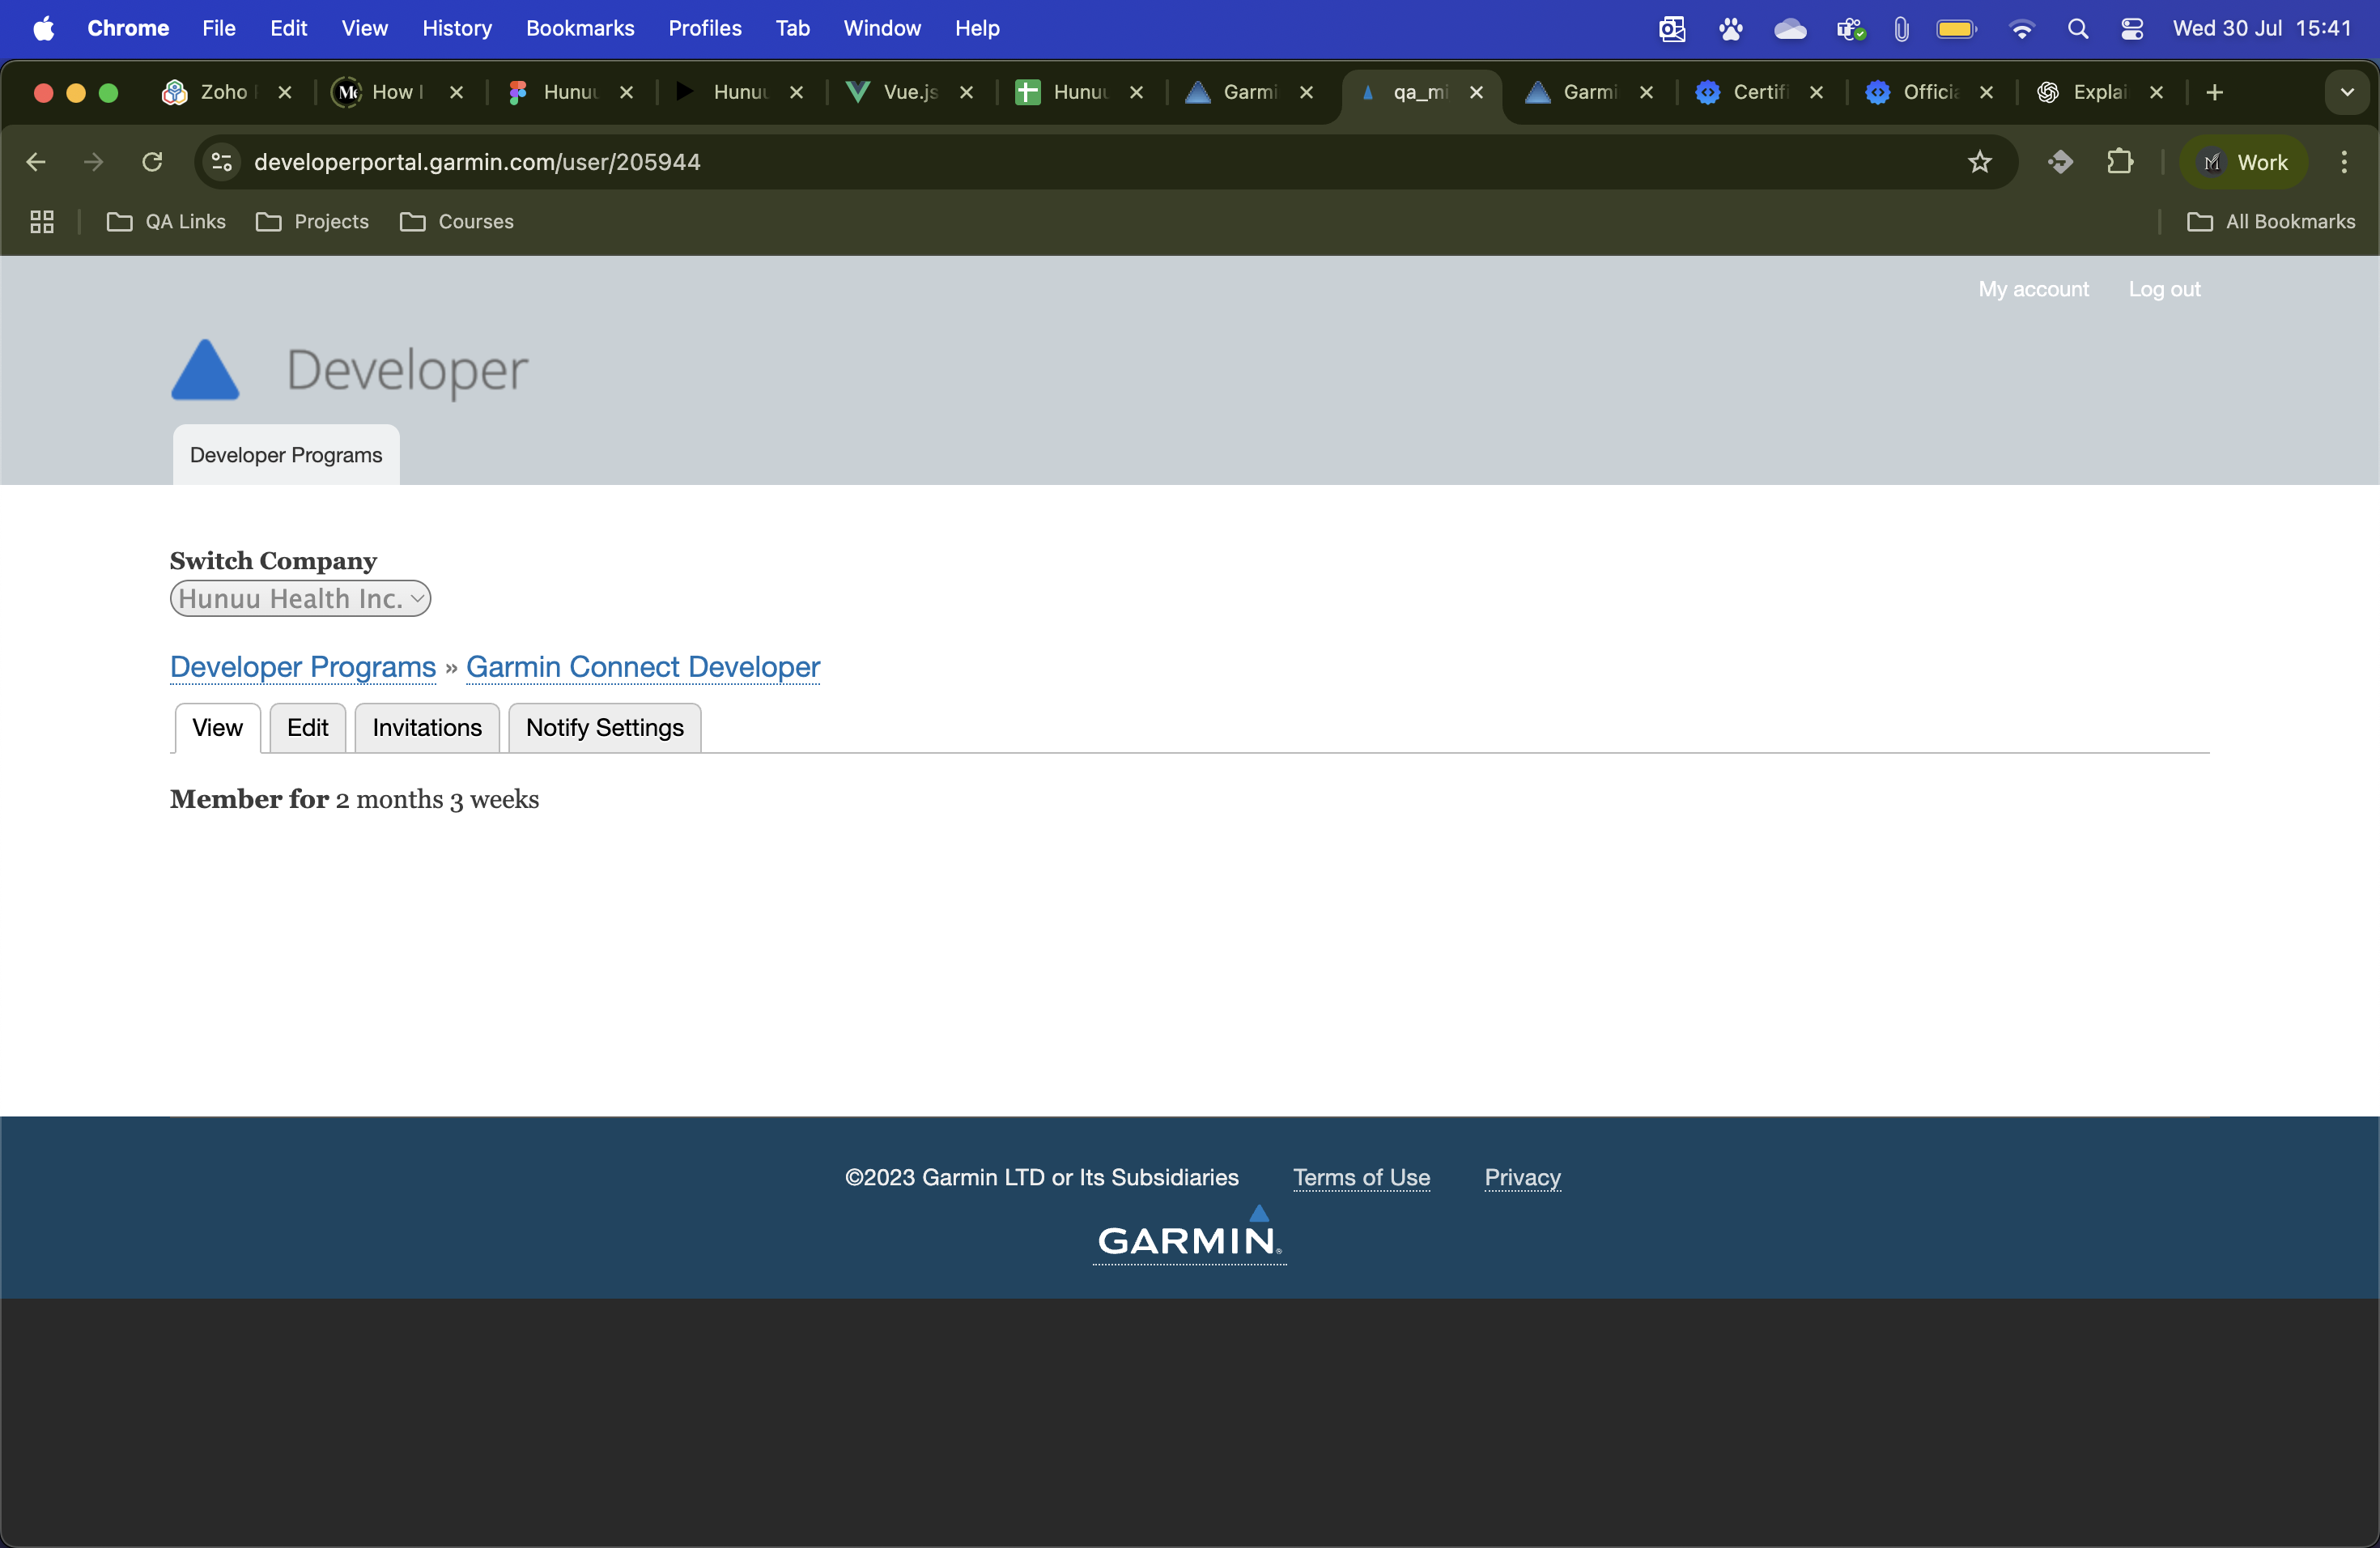 Chrome File Edit View History Bookmarks Profiles Tab Window Help Wed 30 Jul 15:41
Zoho How I Hunuu Hunuu Vue.js Hunuu Garmi qa_mi Garmi Certifi Officia Explai
developerportal.garmin.com/user/205944 Work
QA Links Projects Courses All Bookmarks
My account Log out
Developer
Developer Programs
Switch Company
Hunuu Health Inc.
Developer Programs » Garmin Connect Developer
View Edit Invitations Notify Settings
Member for 2 months 3 weeks
©2023 Garmin LTD or Its Subsidiaries Terms of Use Privacy
GARMIN